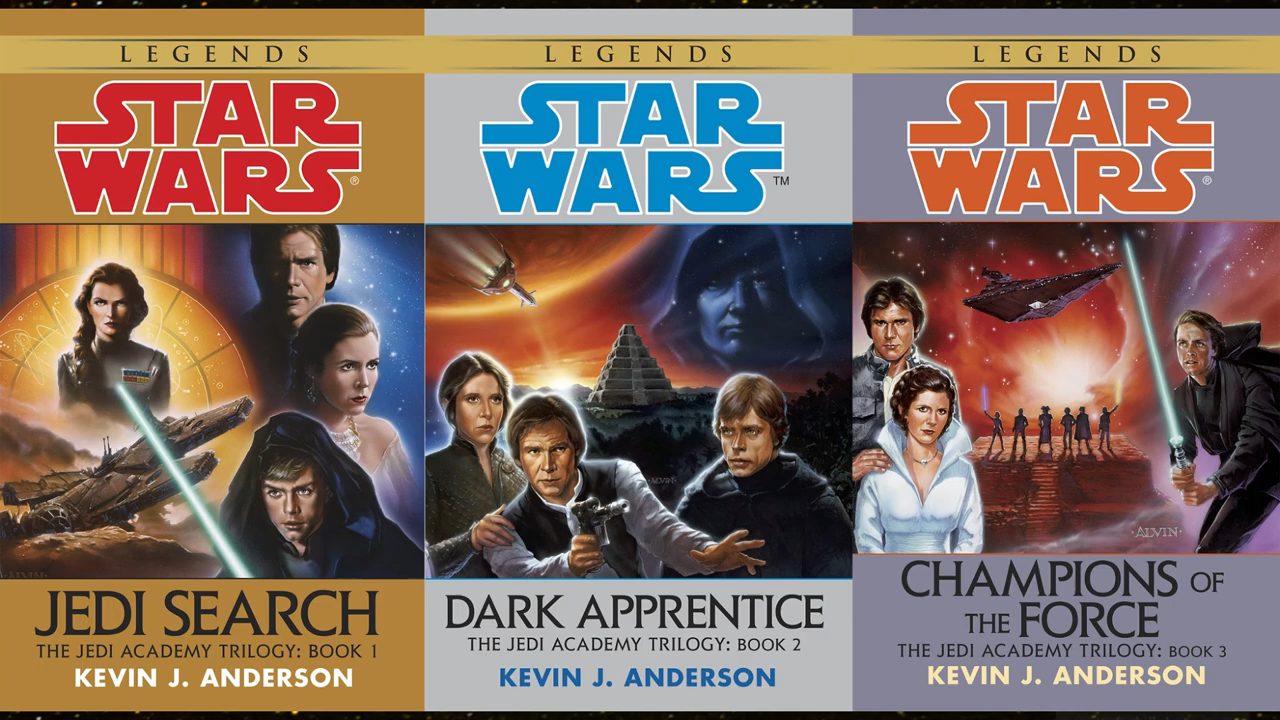 LEGENDS
STAR
WARS®
JEDI SEARCH
THE JEDI ACADEMY TRILOGY: BOOK 1
KEVIN J. ANDERSON
LEGENDS
STAR
WARS™
ALVIN
DARK APPRENTICE
THE JEDI ACADEMY TRILOGY: BOOK 2
KEVIN J. ANDERSON
LEGENDS
STAR
WARS®
·ALVIN·
CHAMPIONS OF
THE FORCE
THE JEDI ACADEMY TRILOGY: BOOK 3
KEVIN J. ANDERSON